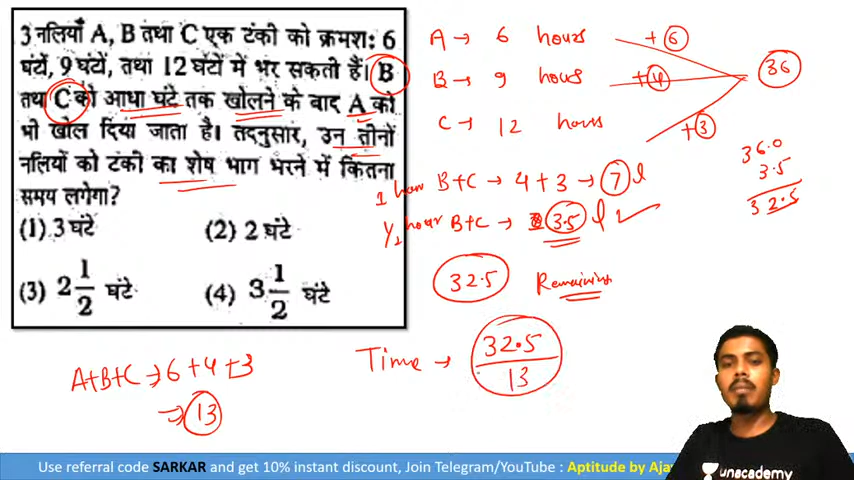 3 नलियाँ A, B तथा C एक टंकी को क्रमश: 6
घंटों, 9 घंटों, तथा 12 घंटों में भर सकती हैं। B
तथा C को आधा घंटे तक खोलने के बाद A को
भी खोल दिया जाता है। तदनुसार, उन तीनों
नलियों को टंकी का शेष भाग भरने में कितना
समय लगेगा?
(1) 3 घंटे
(2) 2 घंटे
(3) 2 1/2 घंटे
(4) 3 1/2 घंटे
A → 6 hours +6
B → 9 hours +4 36
C → 12 hours +3
1 hour B+C → 4 + 3 → 7 l
B+C → 3.5 l
36.0
3.5
32.5
32.5 Remaining
Time → 32.5/13
A+B+C → 6 + 4 + 3
⇒ 13
Use referral code SARKAR and get 10% instant discount, Join Telegram/YouTube : Aptitude by
unacademy